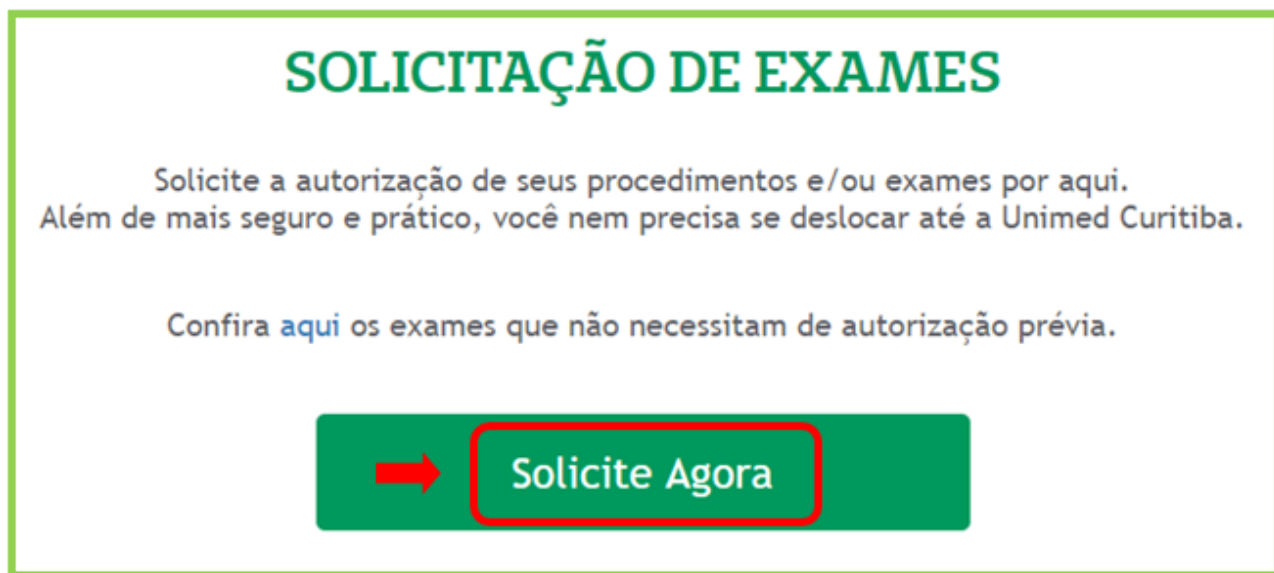 SOLICITAÇÃO DE EXAMES
Solicite a autorização de seus procedimentos e/ou exames por aqui.
Além de mais seguro e prático, você nem precisa se deslocar até a Unimed Curitiba.
Confira aqui os exames que não necessitam de autorização prévia.
Solicite Agora